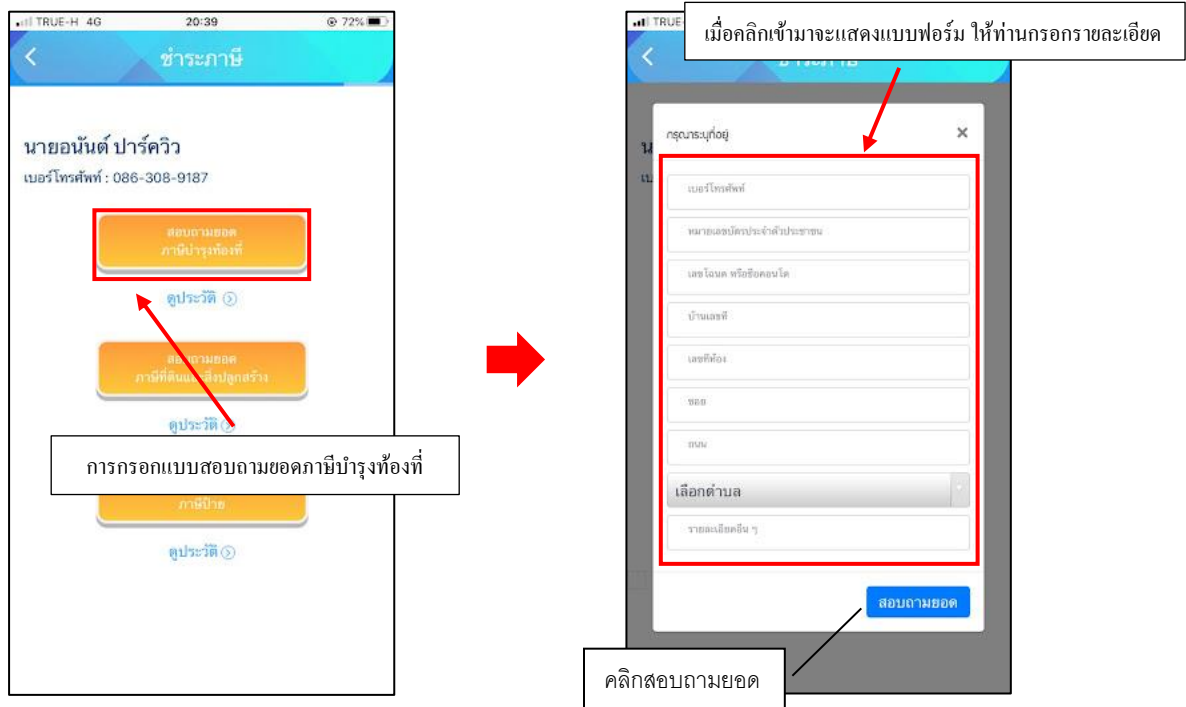 TRUE-H 4G 20:39 72%
ชำระภาษี
นายอนันต์ ปาร์ควิว
เบอร์โทรศัพท์ : 086-308-9187
สอบถามยอด
ภาษีบำรุงท้องที่
ดูประวัติ
สอบถามยอด
ภาษีที่ดินและสิ่งปลูกสร้าง
ดูประวัติ
การกรอกแบบสอบถามยอดภาษีบำรุงท้องที่
ภาษีป้าย
ดูประวัติ
เมื่อคลิกเข้ามาจะแสดงแบบฟอร์ม ให้ท่านกรอกรายละเอียด
กรุณาระบุที่อยู่
เบอร์โทรศัพท์
หมายเลขบัตรประจำตัวประชาชน
เลขโฉนด หรือชื่อคอนโด
บ้านเลขที่
เลขที่ห้อง
ซอย
ถนน
เลือกตำบล
รายละเอียดอื่น ๆ
สอบถามยอด
คลิกสอบถามยอด